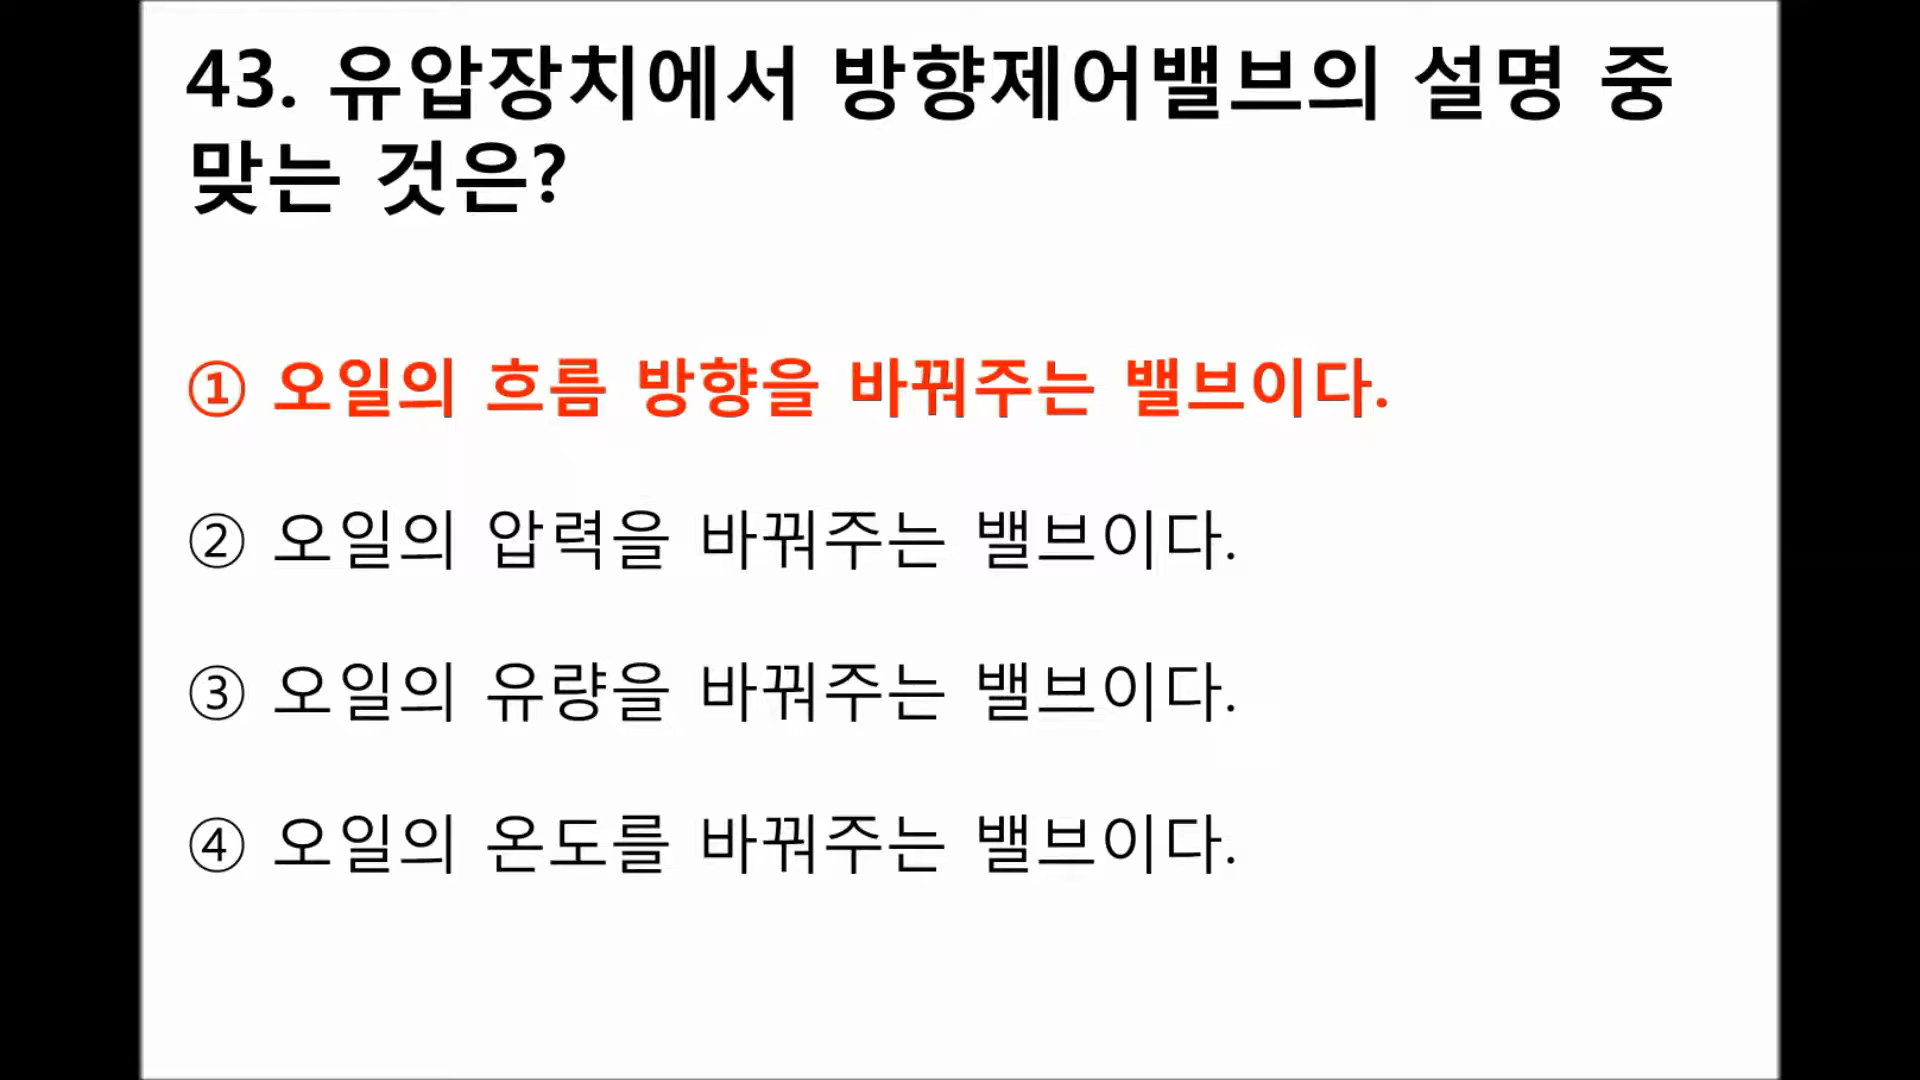 43. 유압장치에서 방향제어밸브의 설명 중
맞는 것은?
① 오일의 흐름 방향을 바꿔주는 밸브이다.
② 오일의 압력을 바꿔주는 밸브이다.
③ 오일의 유량을 바꿔주는 밸브이다.
④ 오일의 온도를 바꿔주는 밸브이다.